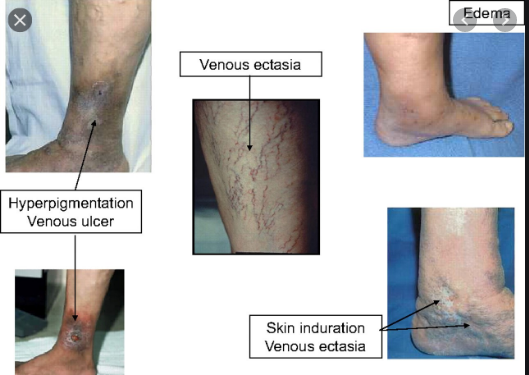 Edema
Venous ectasia
Hyperpigmentation
Venous ulcer
Skin induration
Venous ectasia